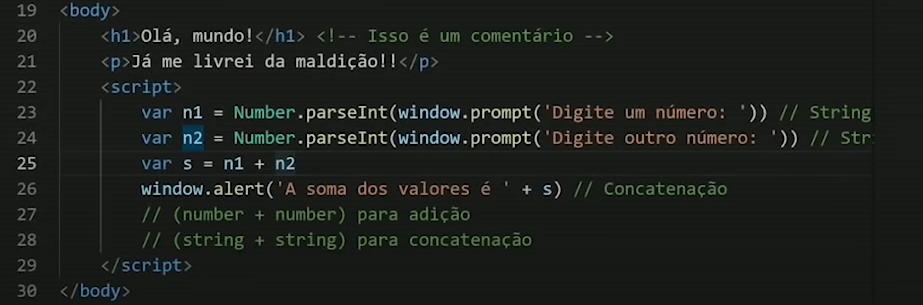 19 <body>
20 <h1>Olá, mundo!</h1> <!-- Isso é um comentário -->
21 <p>Já me livrei da maldição!!</p>
22 <script>
23 var n1 = Number.parseInt(window.prompt('Digite um número: ')) // String
24 var n2 = Number.parseInt(window.prompt('Digite outro número: ')) // Str
25 var s = n1 + n2
26 window.alert('A soma dos valores é ' + s) // Concatenação
27 // (number + number) para adição
28 // (string + string) para concatenação
29 </script>
30 </body>